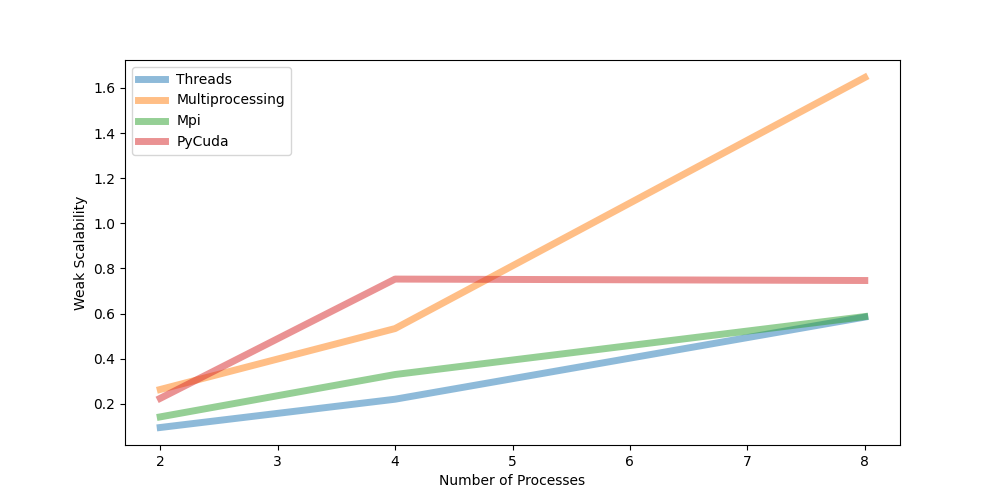 Threads
Multiprocessing
Mpi
PyCuda
1.6
1.4
1.2
1.0
0.8
0.6
0.4
0.2
Weak Scalability
2 3 4 5 6 7 8
Number of Processes